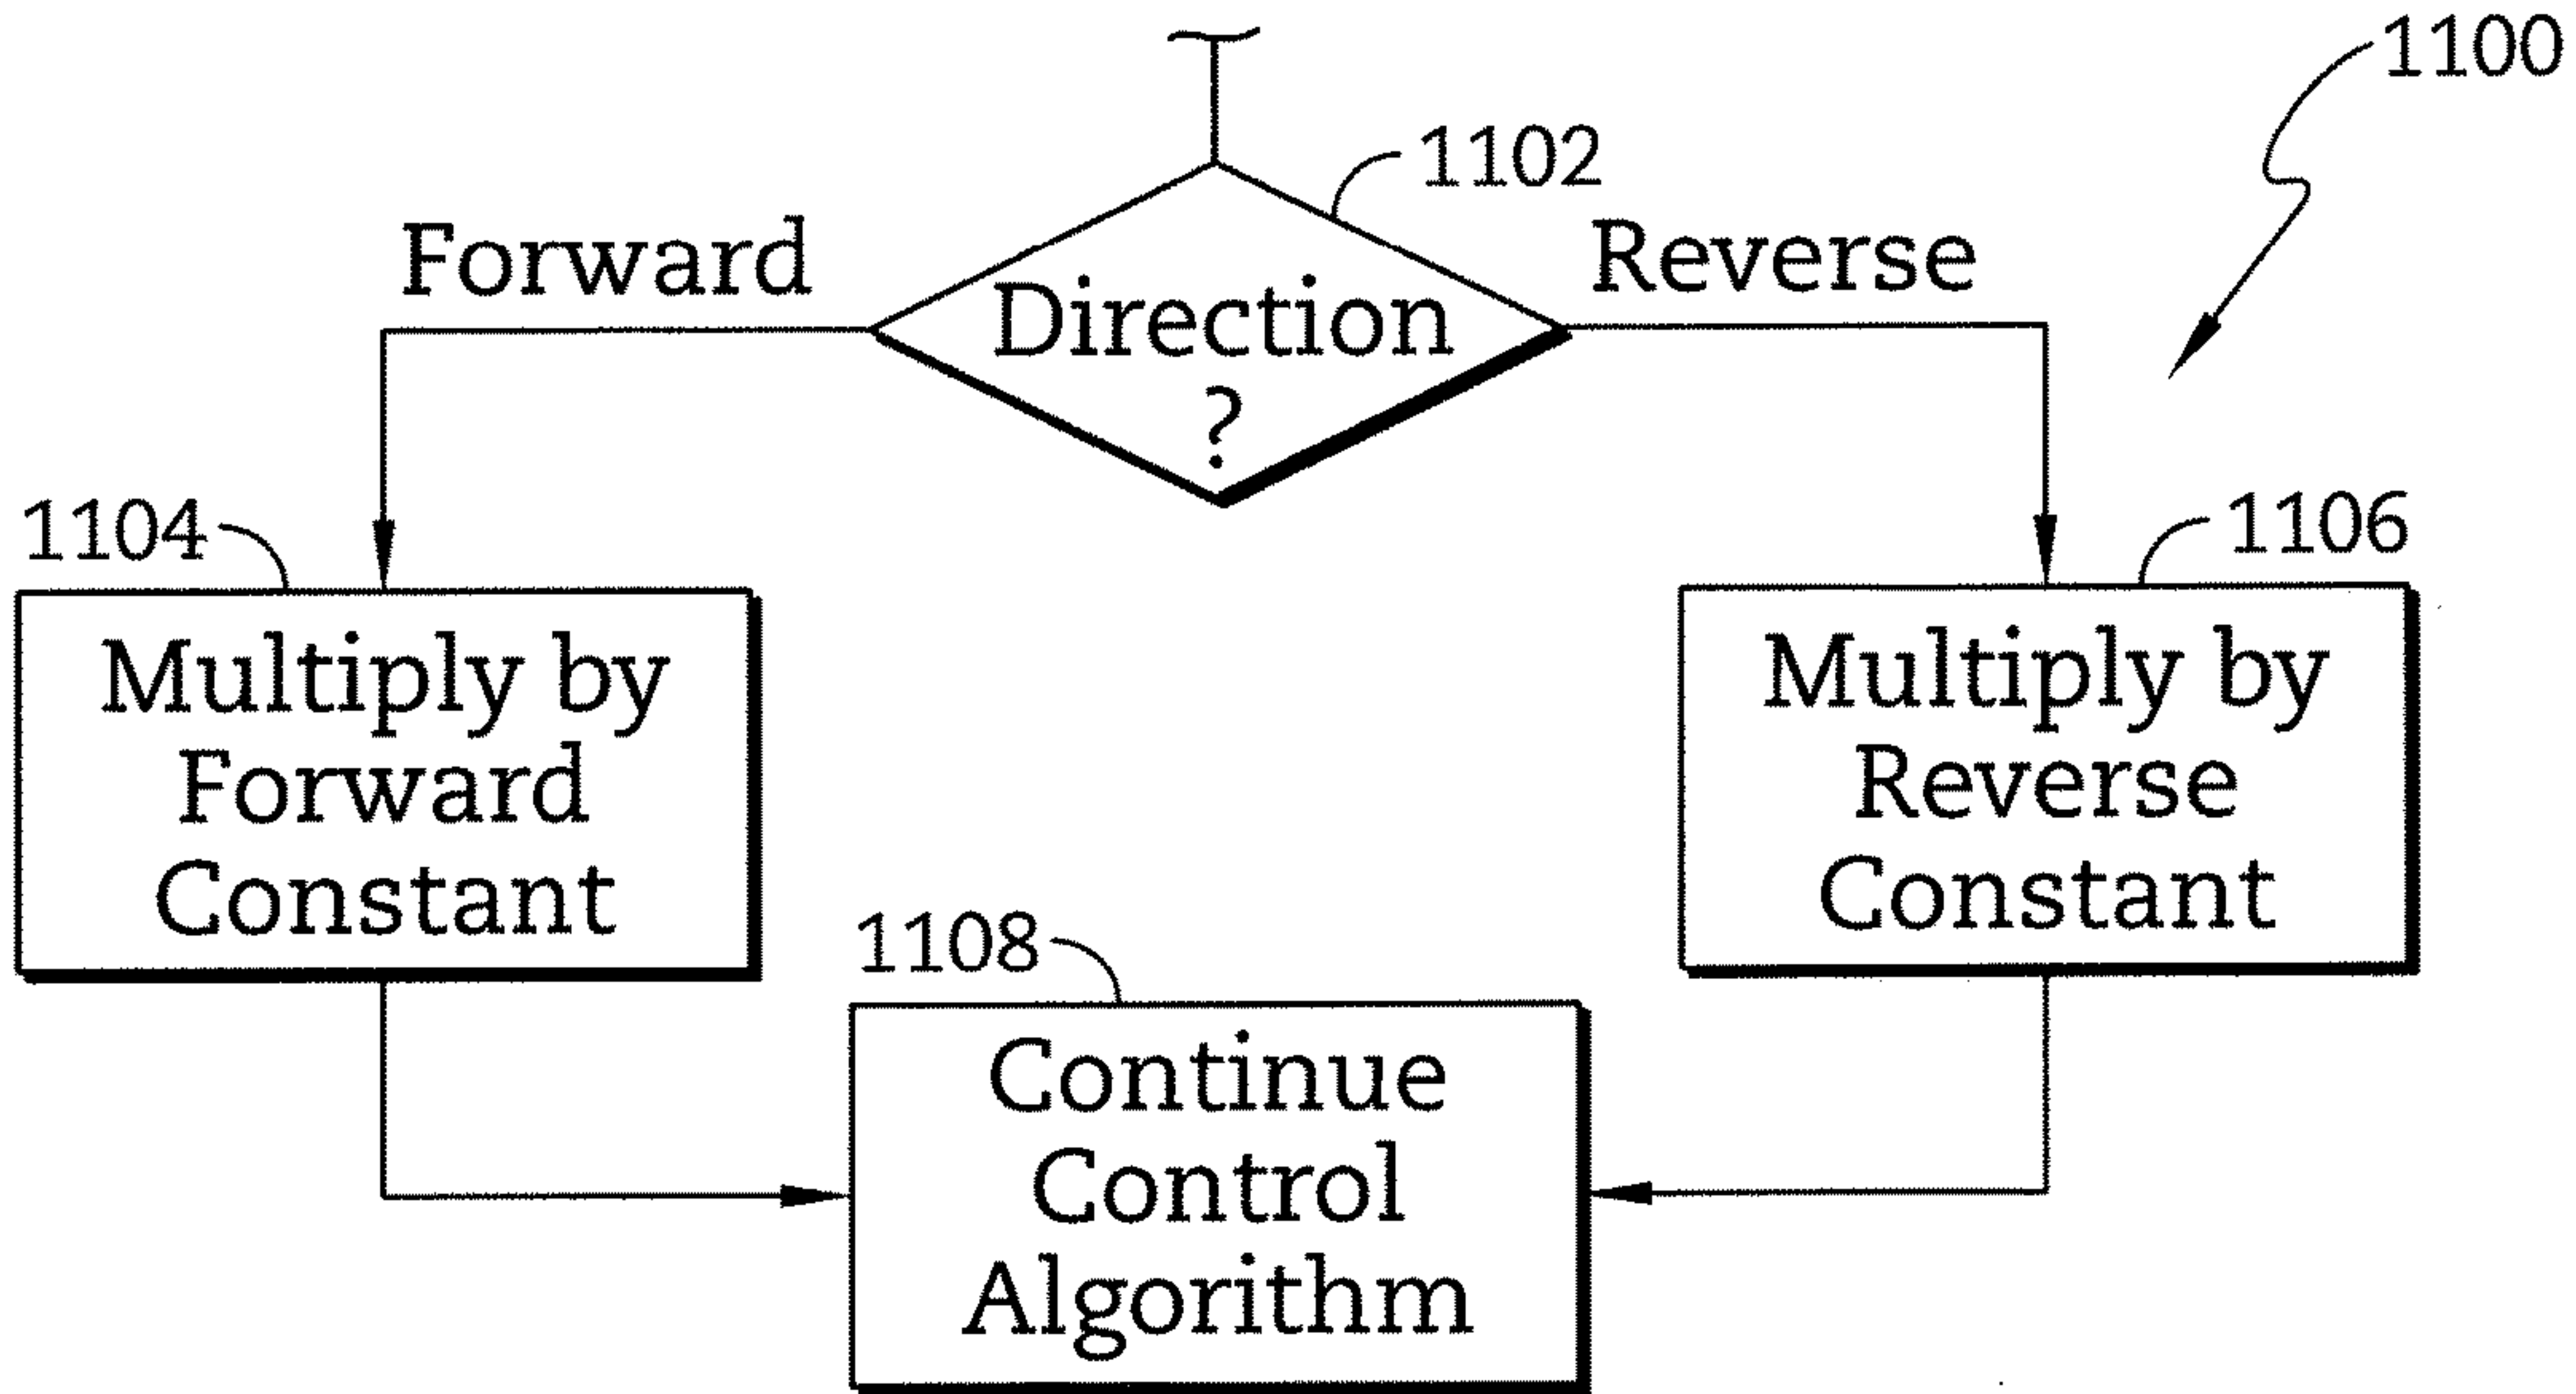 1100
1102
Forward
Reverse
Direction
?
1104
1106
Multiply by
Forward
Constant
Multiply by
Reverse
Constant
1108
Continue
Control
Algorithm